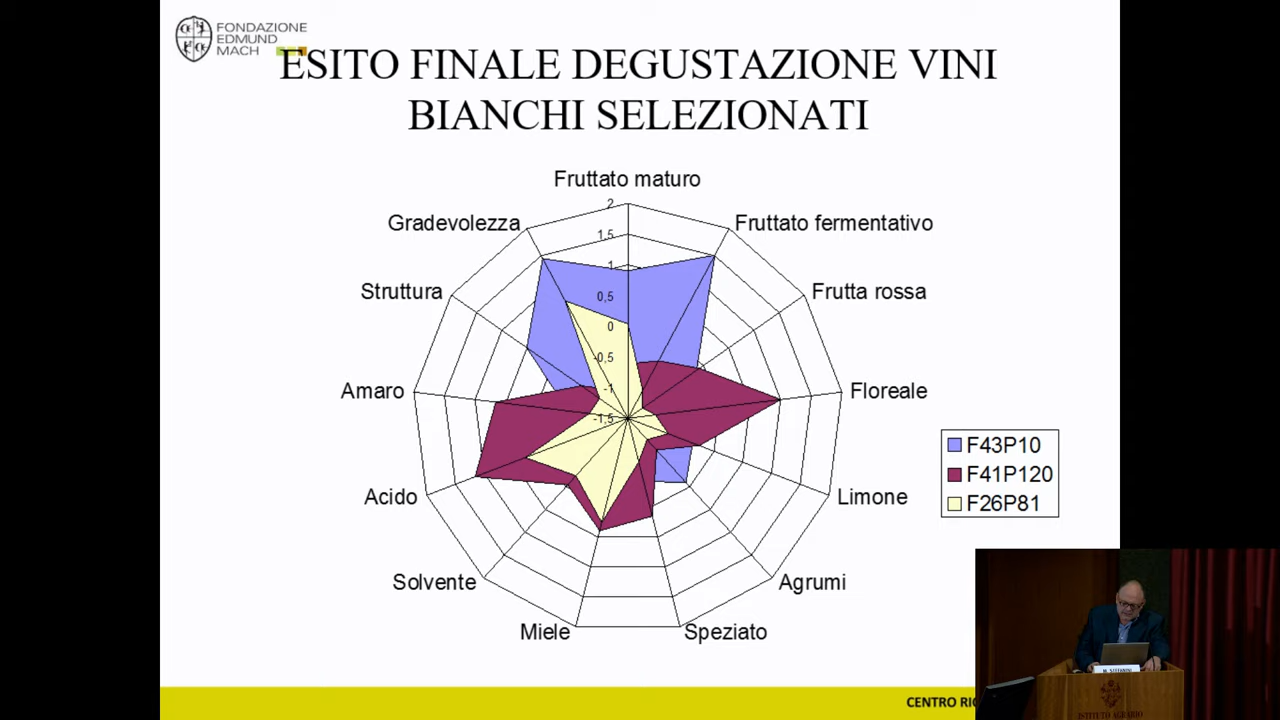 FONDAZIONE
EDMUND
MACH
ESITO FINALE DEGUSTAZIONE VINI
BIANCHI SELEZIONATI
Fruttato maturo
Gradevolezza
Fruttato fermentativo
Struttura
Frutta rossa
Amaro
Floreale
Acido
Limone
Solvente
Agrumi
Miele
Speziato
2
1,5
1
0,5
0
-0,5
-1
-1,5
F43P10
F41P120
F26P81
CENTRO RIC
ISTITUTO AGRARIO